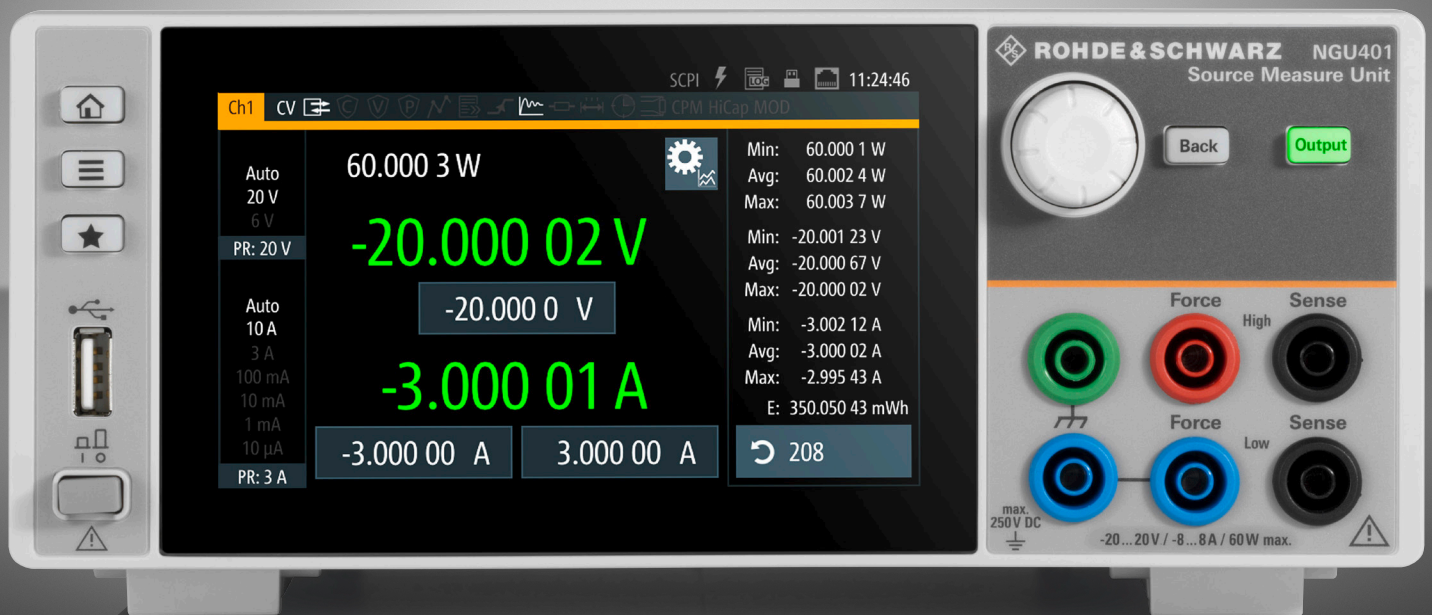 ROHDE&SCHWARZ NGU401
Source Measure Unit
SCPI LOG 11:24:46
Ch1 CV C V P CPM HiCap MOD
Auto
20 V
6 V
PR: 20 V
Auto
10 A
3 A
100 mA
10 mA
1 mA
10 µA
PR: 3 A
60.000 3 W
-20.000 02 V
-20.000 0 V
-3.000 01 A
-3.000 00 A
3.000 00 A
Min: 60.000 1 W
Avg: 60.002 4 W
Max: 60.003 7 W
Min: -20.001 23 V
Avg: -20.000 67 V
Max: -20.000 02 V
Min: -3.002 12 A
Avg: -3.000 02 A
Max: -2.995 43 A
E: 350.050 43 mWh
208
Back
Output
Force
Sense
High
Force
Sense
Low
max.
250 V DC
-20...20V / -8...8A / 60W max.